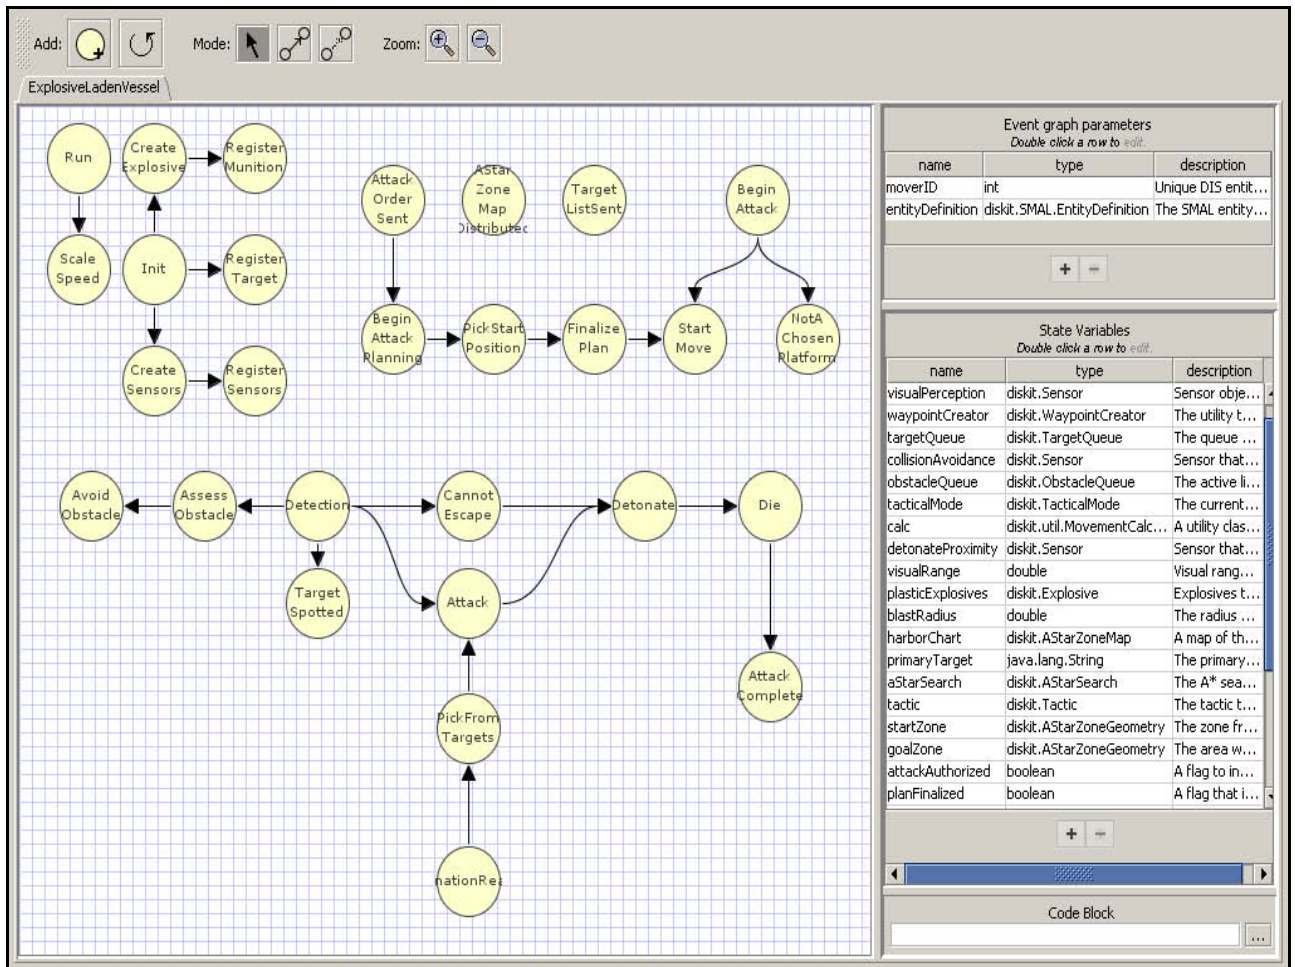 Add:
Mode:
Zoom:
ExplosiveLadenVessel
Run
Create
Explosive
Register
Munition
Scale
Speed
Init
Register
Target
Create
Sensors
Register
Sensors
Attack
Order
Sent
AStar
Zone
Map
Distributed
Target
ListSent
Begin
Attack
Begin
Attack
Planning
PickStart
Position
Finalize
Plan
Start
Move
NotA
Chosen
Platform
Avoid
Obstacle
Assess
Obstacle
Detection
Cannot
Escape
Detonate
Die
Target
Spotted
Attack
Attack
Complete
PickFrom
Targets
nationRea
Event graph parameters
Double click a row to edit.
name type description
moverID int Unique DIS entit...
entityDefinition diskit.SMAL.EntityDefinition The SMAL entity...
+ −
State Variables
Double click a row to edit.
name type description
visualPerception diskit.Sensor Sensor obje...
waypointCreator diskit.WaypointCreator The utility t...
targetQueue diskit.TargetQueue The queue ...
collisionAvoidance diskit.Sensor Sensor that...
obstacleQueue diskit.ObstacleQueue The active li...
tacticalMode diskit.TacticalMode The current...
calc diskit.util.MovementCalc... A utility clas...
detonateProximity diskit.Sensor Sensor that...
visualRange double Visual rang...
plasticExplosives diskit.Explosive Explosives t...
blastRadius double The radius ...
harborChart diskit.AStarZoneMap A map of th...
primaryTarget java.lang.String The primary...
aStarSearch diskit.AStarSearch The A* sea...
tactic diskit.Tactic The tactic t...
startZone diskit.AStarZoneGeometry The zone fr...
goalZone diskit.AStarZoneGeometry The area w...
attackAuthorized boolean A flag to in...
planFinalized boolean A flag that i...
+ −
Code Block
...